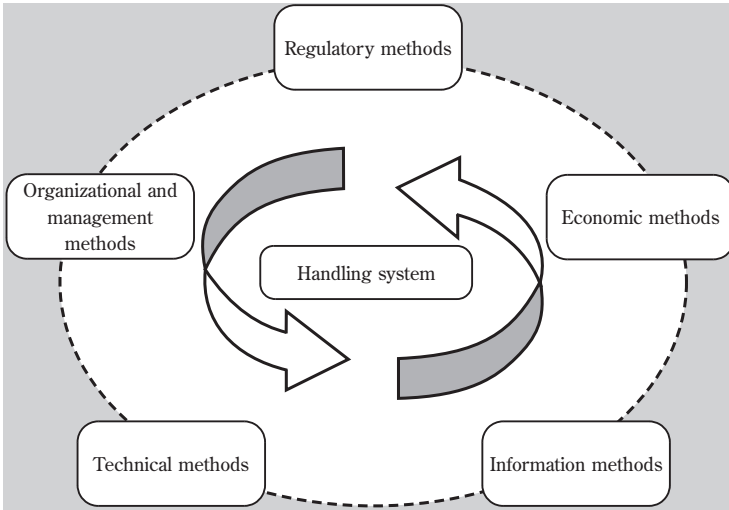 Regulatory methods
Organizational and
management
methods
Economic methods
Handling system
Technical methods
Information methods